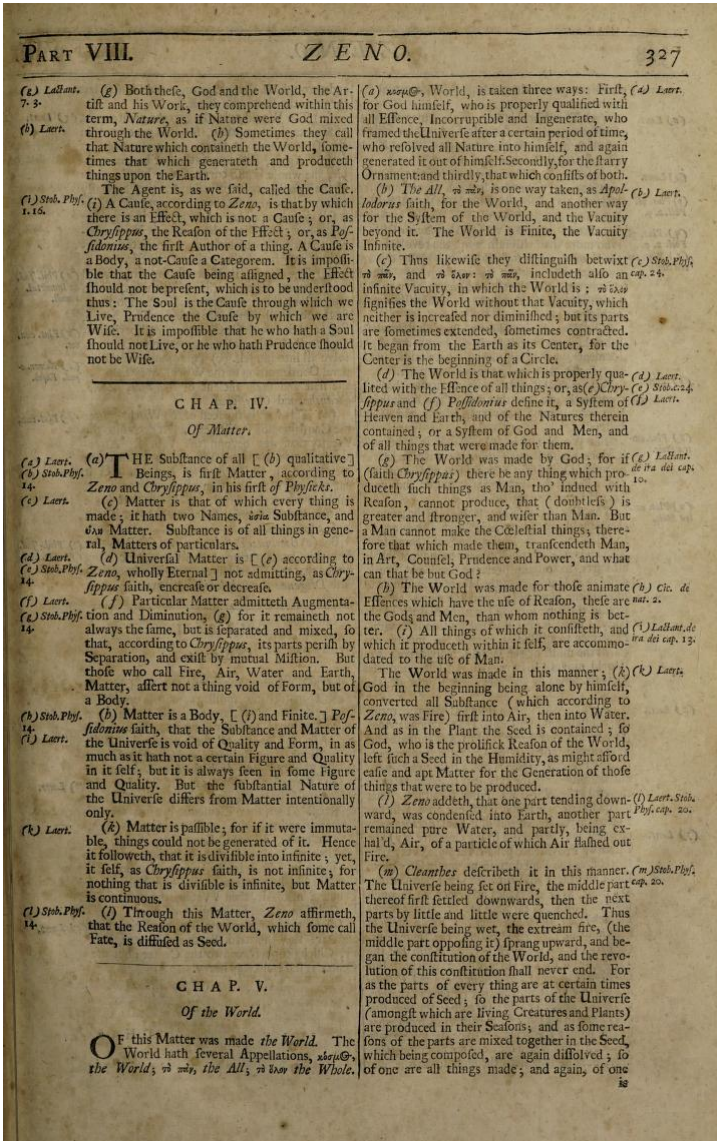 PART VIII.
ZENO.
327
(g) Lactant.
7. 3.
(h) Laert.
(i) Stob. Phyſ.
1. 16.
(g) Both theſe, God and the World, the Ar-
tiſt and his Work, they comprehend within this
term, Nature, as if Nature were God mixed
through the World. (h) Sometimes they call
that Nature which containeth the World, ſome-
times that which generateth and produceth
things upon the Earth.
The Agent is, as we ſaid, called the Cauſe.
(i) A Cauſe, according to Zeno, is that by which
there is an Effect, which is not a Cauſe; or, as
Chryſippus, the Reaſon of the Effect; or, as Poſ-
ſidonius, the firſt Author of a thing. A Cauſe is
a Body, a not-Cauſe a Categorem. It is impoſſi-
ble that the Cauſe being aſſigned, the Effect
ſhould not be preſent, which is to be underſtood
thus: The Soul is the Cauſe through which we
Live, Prudence the Cauſe by which we are
Wiſe. It is impoſſible that he who hath a Soul
ſhould not Live, or he who hath Prudence ſhould
not be Wiſe.
CHAP. IV.
Of Matter.
(a) Laert.
(b) Stob. Phyſ.
14.
(c) Laert.
(d) Laert.
(e) Stob. Phyſ.
14.
(f) Laert.
(g) Stob. Phyſ.
14.
(h) Stob. Phyſ.
14.
(i) Laert.
(k) Laert.
(l) Stob. Phyſ.
14.
(a) THE Subſtance of all [(b) qualitative]
Beings, is firſt Matter, according to
Zeno and Chryſippus, in his firſt of Phyſicks.
(c) Matter is that of which every thing is
made; it hath two Names, ὐσία Subſtance, and
ὕλη Matter. Subſtance is of all things in gene-
ral, Matters of particulars.
(d) Univerſal Matter is [(e) according to
Zeno, wholly Eternal] not admitting, as Chry-
ſippus ſaith, encreaſe or decreaſe.
(f) Particular Matter admitteth Augmenta-
tion and Diminution, (g) for it remaineth not
always the ſame, but is ſeparated and mixed, ſo
that, according to Chryſippus, its parts periſh by
Separation, and exiſt by mutual Miſtion. But
thoſe who call Fire, Air, Water and Earth,
Matter, aſſert not a thing void of Form, but of
a Body.
(h) Matter is a Body, [(i) and Finite.] Poſ-
ſidonius ſaith, that the Subſtance and Matter of
the Univerſe is void of Quality and Form, in as
much as it hath not a certain Figure and Quality
in it ſelf; but it is always ſeen in ſome Figure
and Quality. But the ſubſtantial Nature of
the Univerſe differs from Matter intentionally
only.
(k) Matter is paſſible; for if it were immuta-
ble, things could not be generated of it. Hence
it followeth, that it is diviſible into infinite; yet,
it ſelf, as Chryſippus ſaith, is not infinite; for
nothing that is diviſible is infinite, but Matter
is continuous.
(l) Through this Matter, Zeno affirmeth,
that the Reaſon of the World, which ſome call
Fate, is diffuſed as Seed.
CHAP. V.
Of the World.
OF this Matter was made the World. The
World hath ſeveral Appellations, κόσμος,
the World; τὸ πᾶν, the All; τὸ ὅλον the Whole.
(a) κόσμος, World, is taken three ways: Firſt,
for God himſelf, who is properly qualified with
all Eſſence, Incorruptible and Ingenerate, who
framed the Univerſe after a certain period of time,
who reſolved all Nature into himſelf, and again
generated it out of himſelf. Secondly, for the ſtarry
Ornament: and thirdly, that which conſiſts of both.
(b) The All, τὸ πᾶν, is one way taken, as Apol-
lodorus ſaith, for the World, and another way
for the Syſtem of the World, and the Vacuity
beyond it. The World is Finite, the Vacuity
Infinite.
(c) Thus likewiſe they diſtinguiſh betwixt
τὸ πᾶν, and τὸ ὅλον: τὸ πᾶν, includeth alſo an
infinite Vacuity, in which the World is: τὸ ὅλον
ſignifies the World without that Vacuity, which
neither is increaſed nor diminiſhed; but its parts
are ſometimes extended, ſometimes contracted.
It began from the Earth as its Center, for the
Center is the beginning of a Circle.
(d) The World is that which is properly qua-
lited with the Eſſence of all things; or, as (e) Chry-
ſippus and (f) Poſſidonius define it, a Syſtem of
Heaven and Earth, and of the Natures therein
contained; or a Syſtem of God and Men, and
of all things that were made for them.
(g) The World was made by God; for if
(ſaith Chryſippus) there be any thing which pro-
duceth ſuch things as Man, tho' indued with
Reaſon, cannot produce, that (doubtleſs) is
greater and ſtronger, and wiſer than Man. But
a Man cannot make the Cœleſtial things; there-
fore that which made them, tranſcendeth Man,
in Art, Counſel, Prudence and Power, and what
can that be but God?
(h) The World was made for thoſe animate
Eſſences which have the uſe of Reaſon, theſe are
the Gods and Men, than whom nothing is bet-
ter. (i) All things of which it conſiſteth, and
which it produceth within it ſelf, are accommo-
dated to the uſe of Man.
The World was made in this manner; (k)
God in the beginning being alone by himſelf,
converted all Subſtance (which according to
Zeno, was Fire) firſt into Air, then into Water.
And as in the Plant the Seed is contained; ſo
God, who is the prolifick Reaſon of the World,
left ſuch a Seed in the Humidity, as might afford
eaſie and apt Matter for the Generation of thoſe
things that were to be produced.
(l) Zeno addeth, that one part tending down-
ward, was condenſed into Earth, another part
remained pure Water, and partly, being ex-
hal'd, Air, of a particle of which Air flaſhed out
Fire.
(m) Cleanthes deſcribeth it in this manner.
The Univerſe being ſet on Fire, the middle part
thereof firſt ſettled downwards, then the next
parts by little and little were quenched. Thus
the Univerſe being wet, the extream fire, (the
middle part oppoſing it) ſprang upward, and be-
gan the conſtitution of the World, and the revo-
lution of this conſtitution ſhall never end. For
as the parts of every thing are at certain times
produced of Seed; ſo the parts of the Univerſe
(amongſt which are living Creatures and Plants)
are produced in their Seaſons; and as ſome rea-
ſons of the parts are mixed together in the Seed,
which being compoſed, are again diſſolved; ſo
of one are all things made; and again, of one
is
(a) Laert.
(b) Laert.
(c) Stob. Phyſ.
cap. 24.
(d) Laert.
(e) Stob. c. 24.
(f) Laert.
(g) Lactant.
de ira dei cap.
10.
(h) Cic. de
nat. 2.
(i) Lactant. de
ira dei cap. 13.
(k) Laert.
(l) Laert. Stob.
Phyſ. cap. 20.
(m) Stob. Phyſ.
cap. 20.